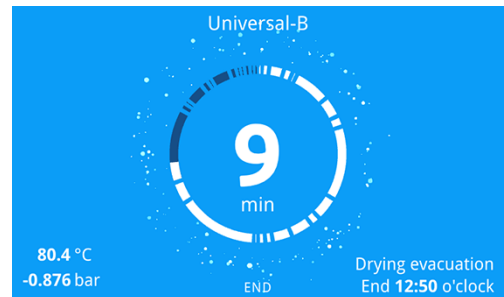 Universal-B
9
min
80.4 °C
-0.876 bar
END
Drying evacuation
End 12:50 o'clock